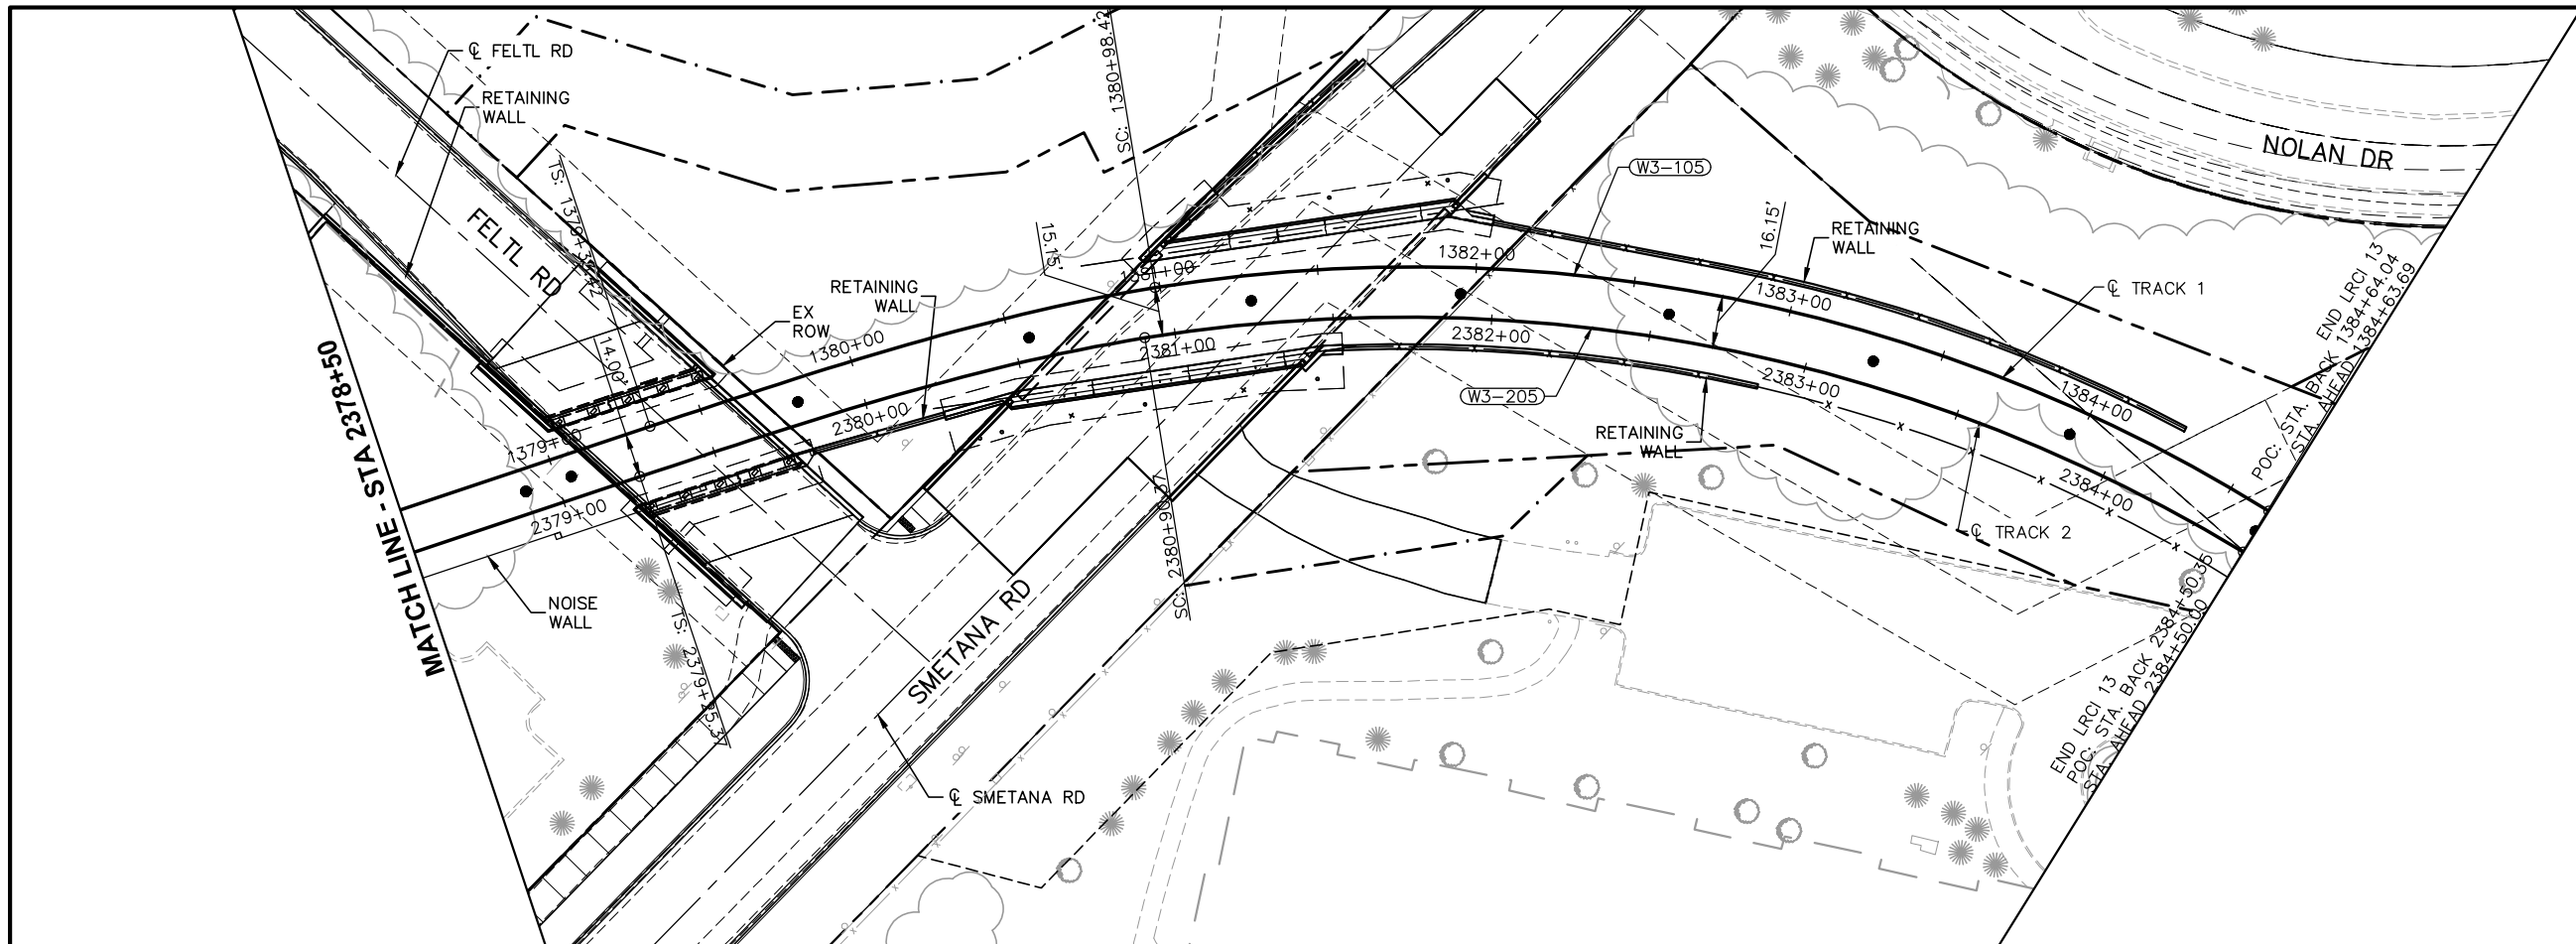 ℄ FELTL RD
RETAINING
WALL
FELTL RD
SC: 1380+98.42
15.15'
W3-105
16.15'
RETAINING
WALL
NOLAN DR
℄ TRACK 1
END LRCI 13
POC: STA. BACK 1384+64.04
STA. AHEAD 1384+63.69
RETAINING
WALL
EX
ROW
1379+00
1380+00
1381+00
1382+00
1383+00
1384+00
14.00'
2379+00
2380+00
2381+00
2382+00
2383+00
2384+00
W3-205
RETAINING
WALL
℄ TRACK 2
MATCH LINE - STA 2378+50
NOISE
WALL
TS: 2379+25.37
SC: 2380+90.37
SMETANA RD
℄ SMETANA RD
END LRCI 13
POC: STA. BACK 2384+50.35
STA. AHEAD 2384+50.00